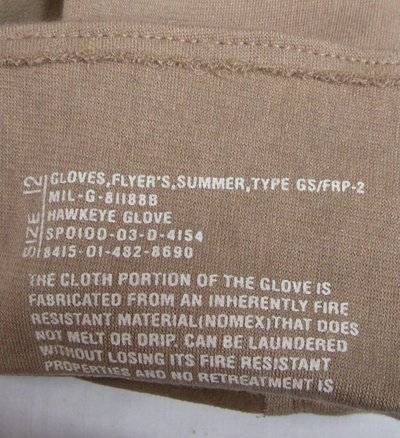 SIZE 12
GLOVES,FLYER'S,SUMMER,TYPE GS/FRP-2
MIL-G-81188B
HAWKEYE GLOVE
SPO100-03-D-4154
8415-01-482-8690
THE CLOTH PORTION OF THE GLOVE IS
FABRICATED FROM AN INHERENTLY FIRE
RESISTANT MATERIAL(NOMEX)THAT DOES
NOT MELT OR DRIP. CAN BE LAUNDERED
WITHOUT LOSING ITS FIRE RESISTANT
PROPERTIES AND NO RETREATMENT IS